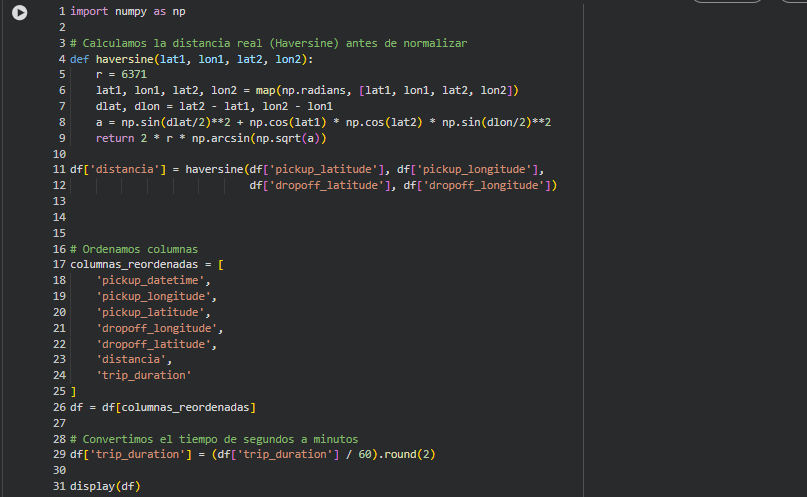 1 import numpy as np
2
3 # Calculamos la distancia real (Haversine) antes de normalizar
4 def haversine(lat1, lon1, lat2, lon2):
5     r = 6371
6     lat1, lon1, lat2, lon2 = map(np.radians, [lat1, lon1, lat2, lon2])
7     dlat, dlon = lat2 - lat1, lon2 - lon1
8     a = np.sin(dlat/2)**2 + np.cos(lat1) * np.cos(lat2) * np.sin(dlon/2)**2
9     return 2 * r * np.arcsin(np.sqrt(a))
10
11 df['distancia'] = haversine(df['pickup_latitude'], df['pickup_longitude'],
12                            df['dropoff_latitude'], df['dropoff_longitude'])
13
14
15
16 # Ordenamos columnas
17 columnas_reordenadas = [
18     'pickup_datetime',
19     'pickup_longitude',
20     'pickup_latitude',
21     'dropoff_longitude',
22     'dropoff_latitude',
23     'distancia',
24     'trip_duration'
25 ]
26 df = df[columnas_reordenadas]
27
28 # Convertimos el tiempo de segundos a minutos
29 df['trip_duration'] = (df['trip_duration'] / 60).round(2)
30
31 display(df)